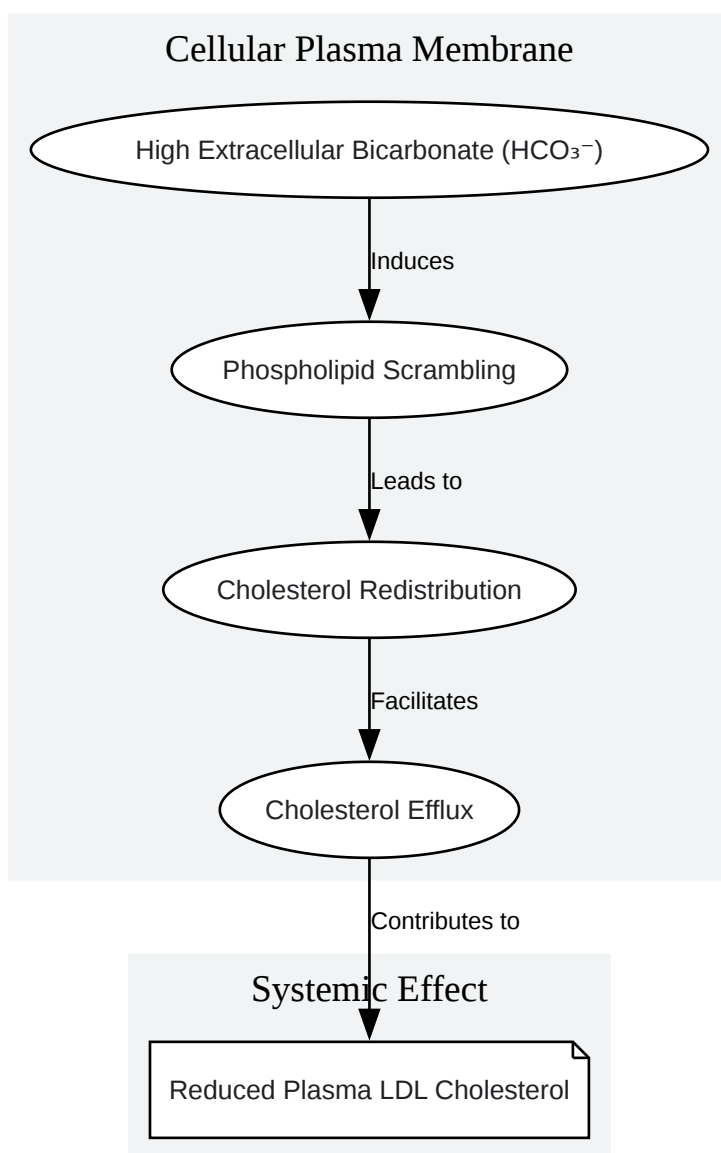 Cellular Plasma Membrane
High Extracellular Bicarbonate (HCO₃⁻)
Induces
Phospholipid Scrambling
Leads to
Cholesterol Redistribution
Facilitates
Cholesterol Efflux
Contributes to
Systemic Effect
Reduced Plasma LDL Cholesterol